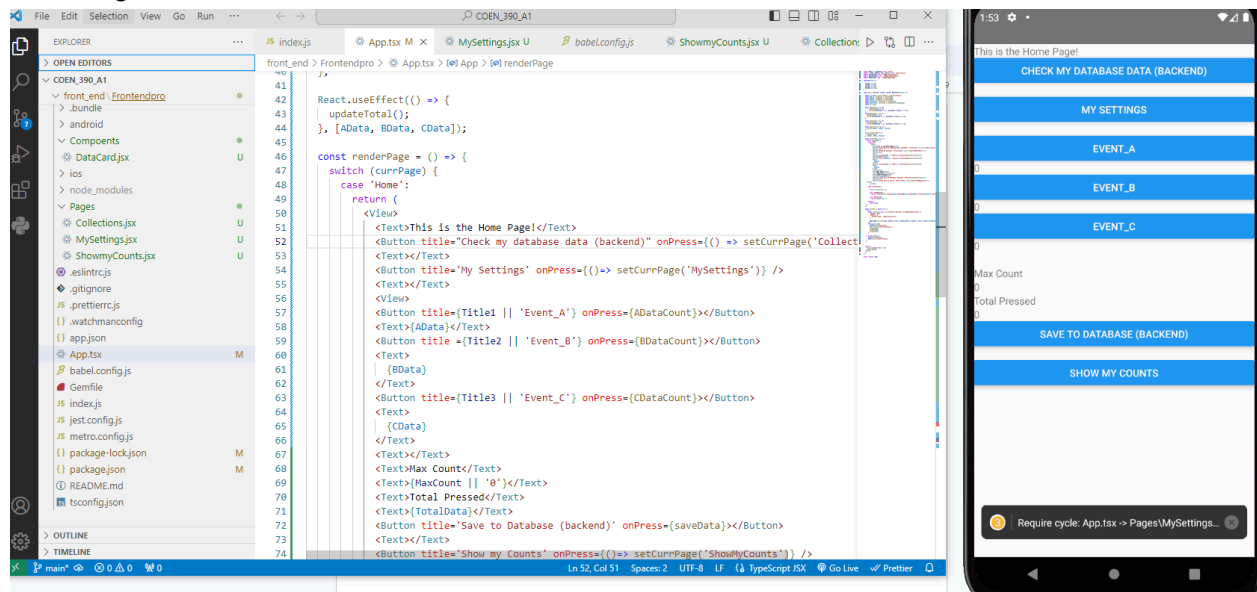 File Edit Selection View Go Run ··· COEN_390_A1
EXPLORER
OPEN EDITORS
COEN_390_A1
front_end \ Frontendpro
.bundle
android
Compoents
DataCard.jsx U
ios
node_modules
Pages
Collections.jsx U
MySettings.jsx U
ShowmyCounts.jsx U
.eslintrc.js
.gitignore
JS .prettierrc.js
{} .watchmanconfig
{} app.json
App.tsx M
babel.config.js
Gemfile
JS index.js
JS jest.config.js
JS metro.config.js
{} package-lock.json M
{} package.json M
README.md
tsconfig.json
OUTLINE
TIMELINE
7
JS index.js App.tsx M MySettings.jsx U babel.config.js ShowmyCounts.jsx U Collection
front_end > Frontendpro > App.tsx > App > renderPage
40 };
41
42 React.useEffect(() => {
43 updateTotal();
44 }, [AData, BData, CData]);
45
46 const renderPage = () => {
47 switch (currPage) {
48 case 'Home':
49 return (
50 <View>
51 <Text>This is the Home Page!</Text>
52 <Button title="Check my database data (backend)" onPress={() => setCurrPage('Collect
53 <Text></Text>
54 <Button title='My Settings' onPress={()=> setCurrPage('MySettings')} />
55 <Text></Text>
56 <View>
57 <Button title={Title1 || 'Event_A'} onPress={ADataCount}></Button>
58 <Text>{AData}</Text>
59 <Button title ={Title2 || 'Event_B'} onPress={BDataCount}></Button>
60 <Text>
61 {BData}
62 </Text>
63 <Button title={Title3 || 'Event_C'} onPress={CDataCount}></Button>
64 <Text>
65 {CData}
66 </Text>
67 <Text></Text>
68 <Text>Max Count</Text>
69 <Text>{MaxCount || '0'}</Text>
70 <Text>Total Pressed</Text>
71 <Text>{TotalData}</Text>
72 <Button title='Save to Database (backend)' onPress={saveData}></Button>
73 <Text></Text>
74 <Button title='Show my Counts' onPress={()=> setCurrPage('ShowMyCounts')} />
main* 0 0 0 Ln 52, Col 51 Spaces: 2 UTF-8 LF TypeScript JSX Go Live Prettier
1:53
This is the Home Page!
CHECK MY DATABASE DATA (BACKEND)
MY SETTINGS
EVENT_A
0
EVENT_B
0
EVENT_C
0
Max Count
0
Total Pressed
0
SAVE TO DATABASE (BACKEND)
SHOW MY COUNTS
3 Require cycle: App.tsx -> Pages\MySettings...